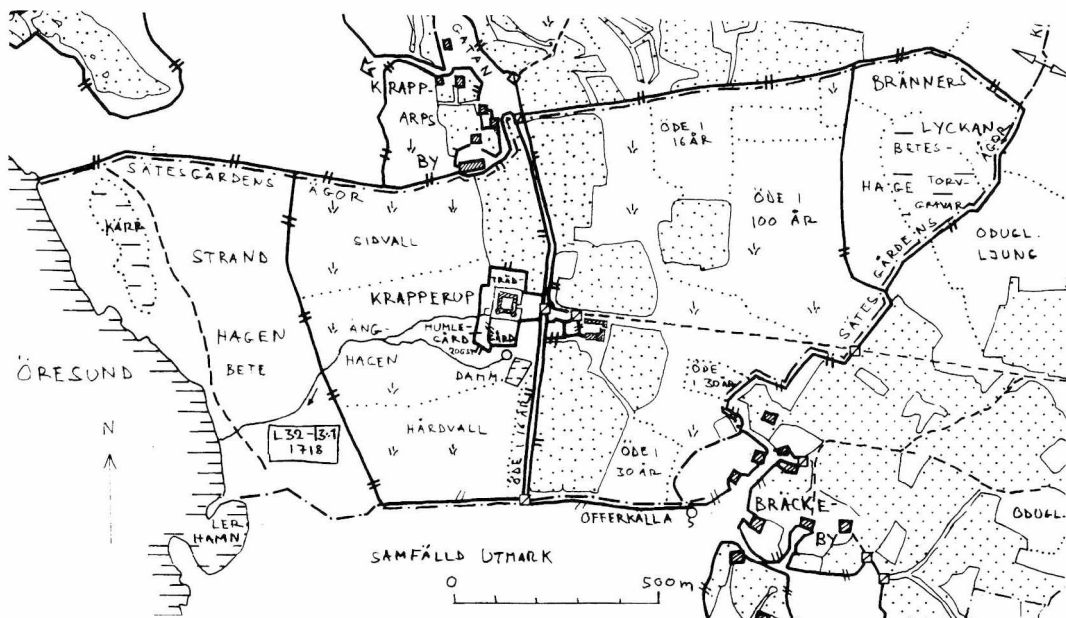 GATAN
KRAPP-
ARPS
BY
BRÄNNERS
ÖDE I
16 ÅR
LYCKAN
BETES-
HAGE
TORV-
GRAVAR
SÄTESGÅRDENS ÄGOR
SÄTESGÅRDENS ÄGOR
KÄRR
SIDVALL
ÖDE I
100 ÅR
ODUGL.
LJUNG
STRAND
HAGEN
BETE
TRÄD-
GÅRD
KRAPPERUP
ÄNG-
HAGEN
HUMLE-
GÅRD
DAMM
ÖRESUND
N
HÅRDVALL
ÖDE I 16 ÅR
ÖDE
I 30 ÅR
ÖDE I
30 ÅR
L32-13:1
1718
LER
HAMN
OFFERKÄLLA
BRÄCKE-
BY
ODUGL.
SAMFÄLLD UTMARK
0
500 m